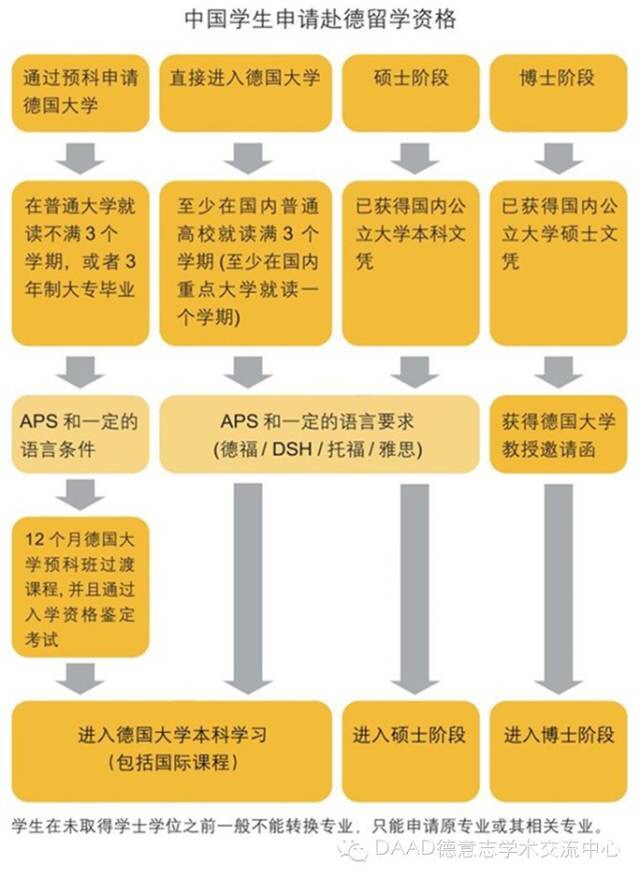 中国学生申请赴德留学资格
通过预科申请
德国大学
直接进入德国大学
硕士阶段
博士阶段
在普通大学就
读不满3个
学期，或者3
年制大专毕业
至少在国内普通
高校就读满 3 个
学期 (至少在国内
重点大学就读一
个学期)
已获得国内公
立大学本科文
凭
已获得国内公
立大学硕士文
凭
APS 和一定的
语言条件
APS 和一定的语言要求
(德福 / DSH / 托福 / 雅思)
获得德国大学
教授邀请函
12 个月德国大
学预科班过渡
课程, 并且通过
入学资格鉴定
考试
进入德国大学本科学习
（包括国际课程）
进入硕士阶段
进入博士阶段
学生在未取得学士学位之前一般不能转换专业，只能申请原专业或其相关专业。
DAAD德意志学术交流中心